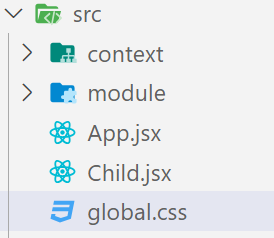 src
context
module
App.jsx
Child.jsx
global.css